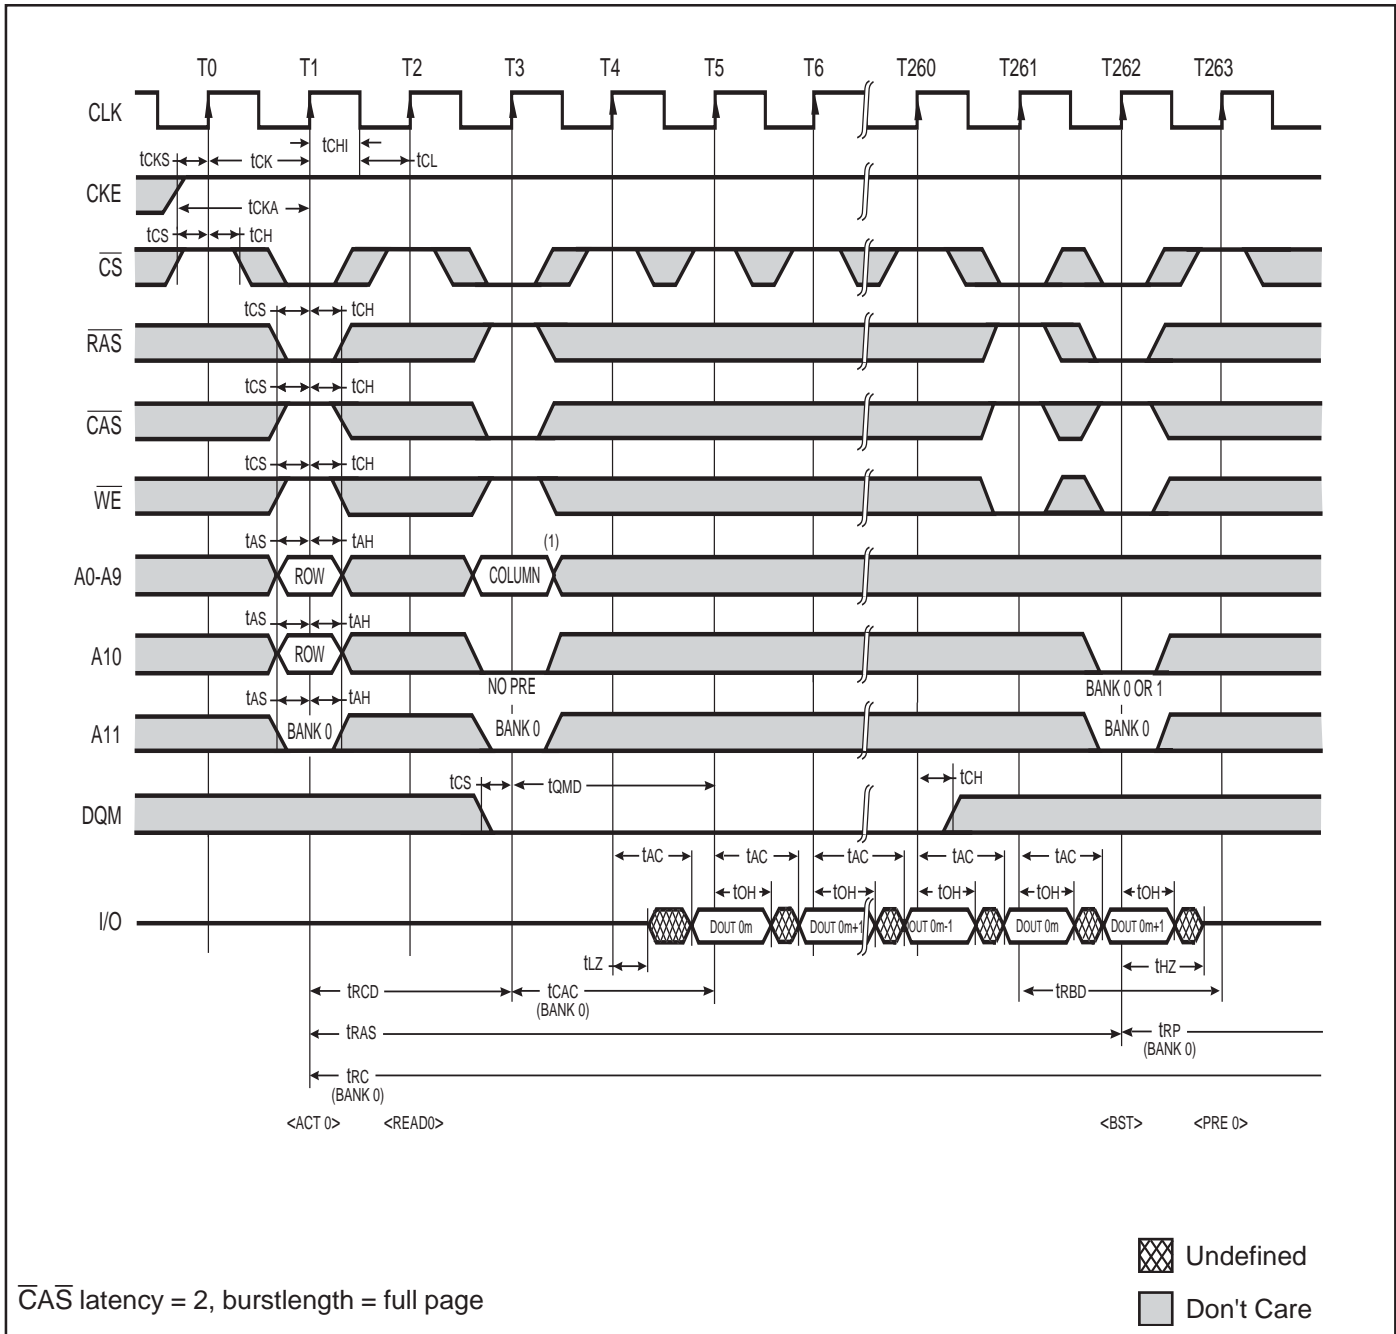 T0 T1 T2 T3 T4 T5 T6 T260 T261 T262 T263
CLK
tCHI
tCKS tCK tCL
CKE
tCKA
tCS tCH
CS
tCS tCH
RAS
tCS tCH
CAS
tCS tCH
WE
tAS tAH (1)
A0-A9 ROW COLUMN
tAS tAH
A10 ROW
NO PRE BANK 0 OR 1
tAS tAH
A11 BANK 0 BANK 0 BANK 0
tCS tQMD tCH
DQM
tAC tAC tAC tAC tAC
tOH tOH tOH tOH tOH
I/O DOUT 0m DOUT 0m+1 OUT 0m-1 DOUT 0m DOUT 0m+1
tLZ tHZ
tRCD tCAC tRBD
(BANK 0)
tRAS tRP
(BANK 0)
tRC
(BANK 0)
<ACT 0> <READ0> <BST> <PRE 0>
Undefined
CAS latency = 2, burstlength = full page
Don't Care